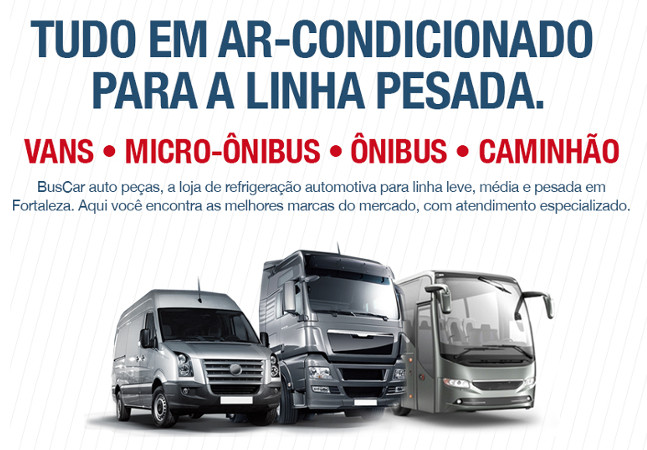 TUDO EM AR-CONDICIONADO
PARA A LINHA PESADA.
VANS • MICRO-ÔNIBUS • ÔNIBUS • CAMINHÃO
BusCar auto peças, a loja de refrigeração automotiva para linha leve, média e pesada em
Fortaleza. Aqui você encontra as melhores marcas do mercado, com atendimento especializado.